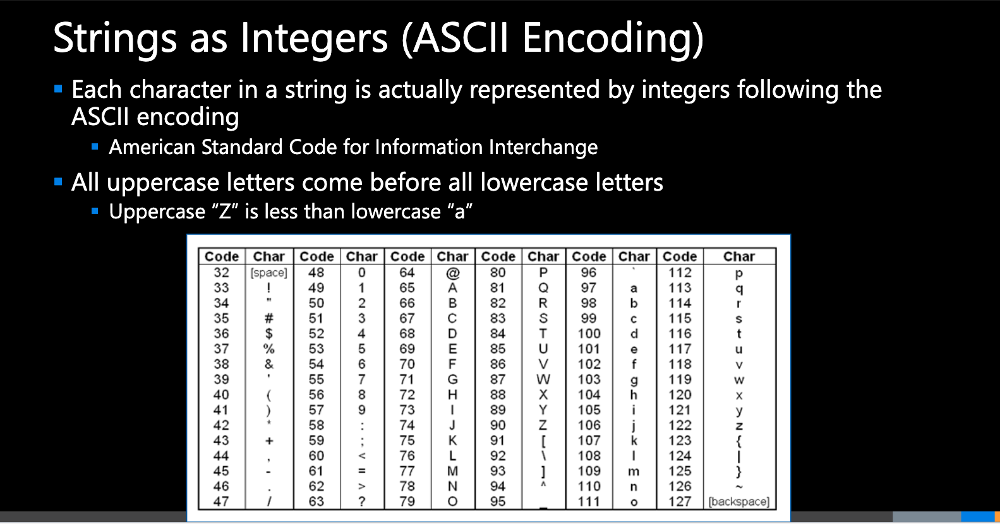 Strings as Integers (ASCII Encoding)
Each character in a string is actually represented by integers following the
ASCII encoding
American Standard Code for Information Interchange
All uppercase letters come before all lowercase letters
Uppercase “Z” is less than lowercase “a”
Code Char Code Char Code Char Code Char Code Char Code Char
32 [space] 48 0 64 @ 80 P 96 ` 112 p
33 ! 49 1 65 A 81 Q 97 a 113 q
34 " 50 2 66 B 82 R 98 b 114 r
35 # 51 3 67 C 83 S 99 c 115 s
36 $ 52 4 68 D 84 T 100 d 116 t
37 % 53 5 69 E 85 U 101 e 117 u
38 & 54 6 70 F 86 V 102 f 118 v
39 ' 55 7 71 G 87 W 103 g 119 w
40 ( 56 8 72 H 88 X 104 h 120 x
41 ) 57 9 73 I 89 Y 105 i 121 y
42 * 58 : 74 J 90 Z 106 j 122 z
43 + 59 ; 75 K 91 [ 107 k 123 {
44 , 60 < 76 L 92 \ 108 l 124 |
45 - 61 = 77 M 93 ] 109 m 125 }
46 . 62 > 78 N 94 ^ 110 n 126 ~
47 / 63 ? 79 O 95 _ 111 o 127 [backspace]